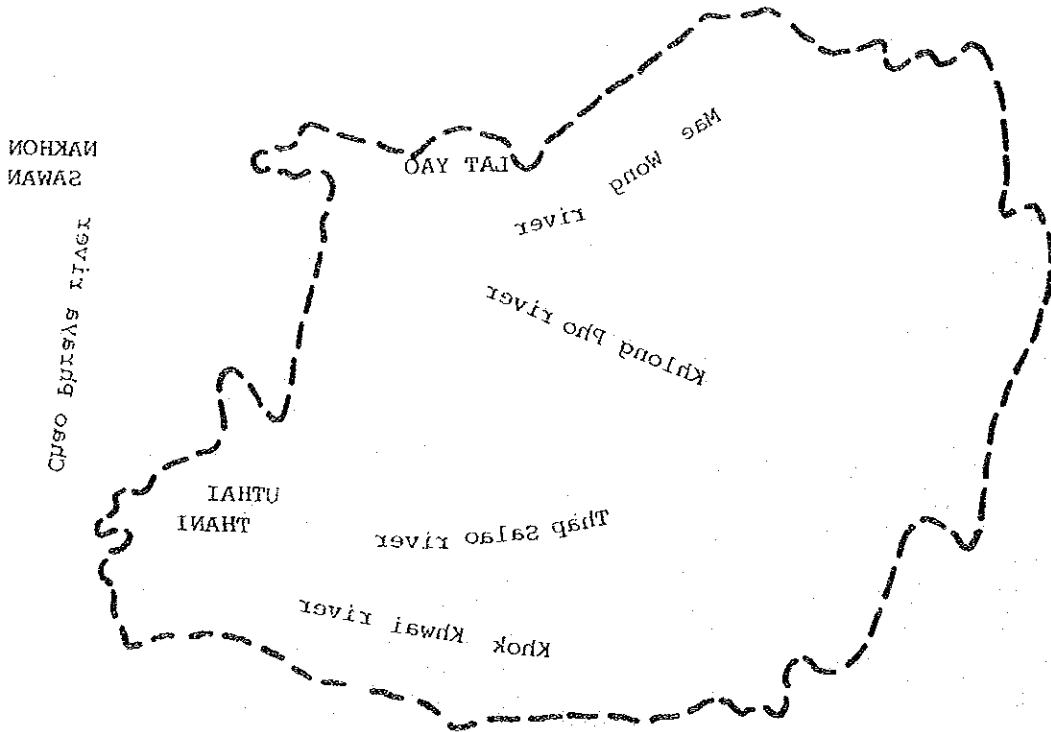 Mae Wong river
LAT YAO
NAKHON
SAWAN
Chao Phraya river
Khlong Pho river
UTHAI
THANI
Thap Salao river
Khok Khwai river